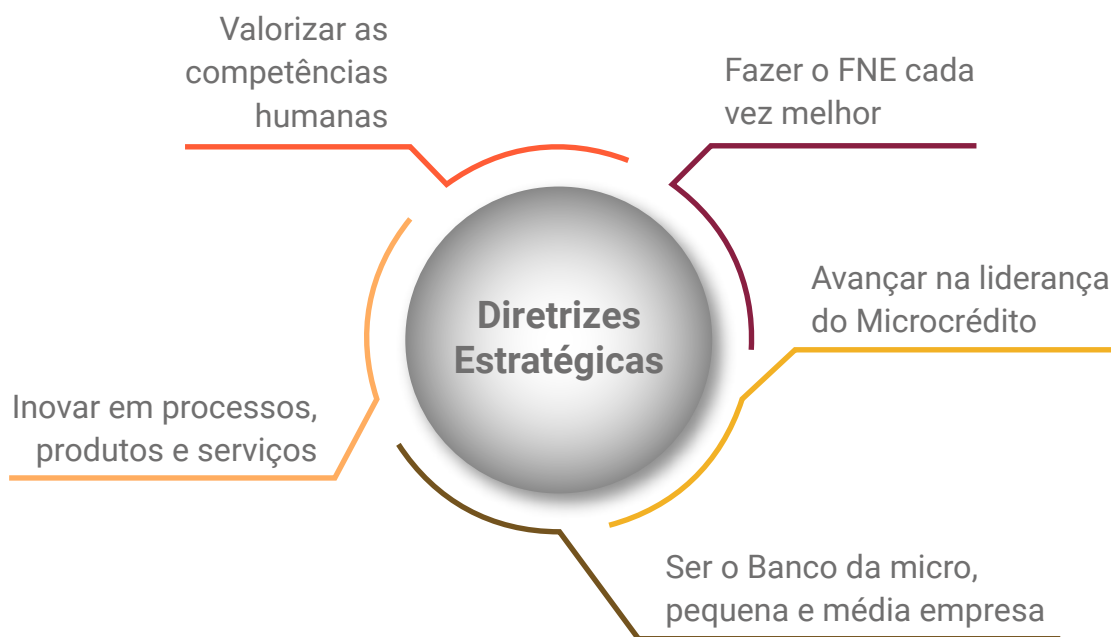 Valorizar as
competências
humanas
Fazer o FNE cada
vez melhor
Diretrizes
Estratégicas
Avançar na liderança
do Microcrédito
Inovar em processos,
produtos e serviços
Ser o Banco da micro,
pequena e média empresa